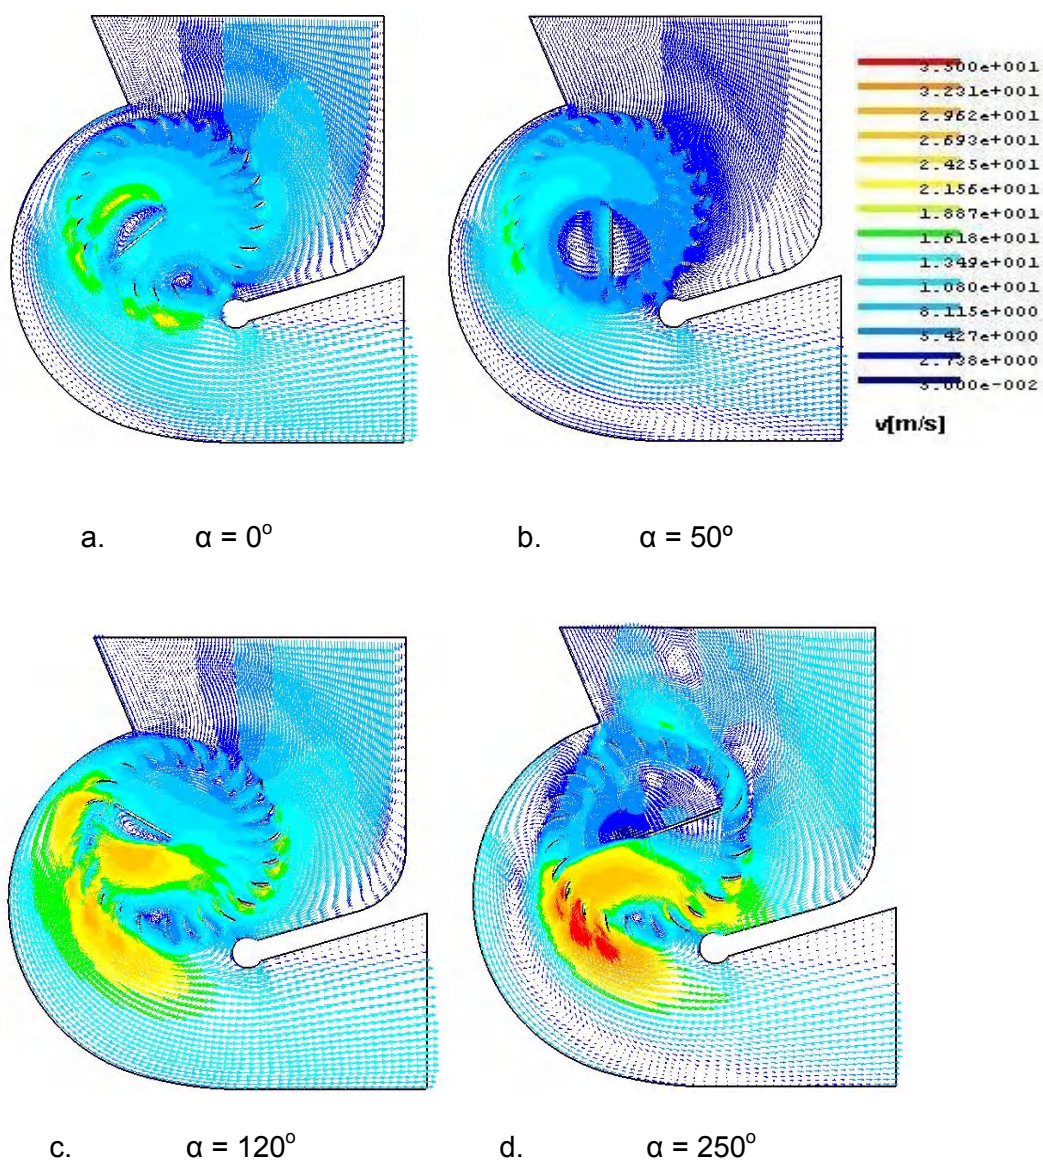 3.500e+001
3.231e+001
2.962e+001
2.693e+001
2.425e+001
2.156e+001
1.887e+001
1.618e+001
1.349e+001
1.080e+001
8.115e+000
5.427e+000
2.738e+000
5.000e-002
v[m/s]
a. α = 0°
b. α = 50º
c. α = 120°
d. α = 250°